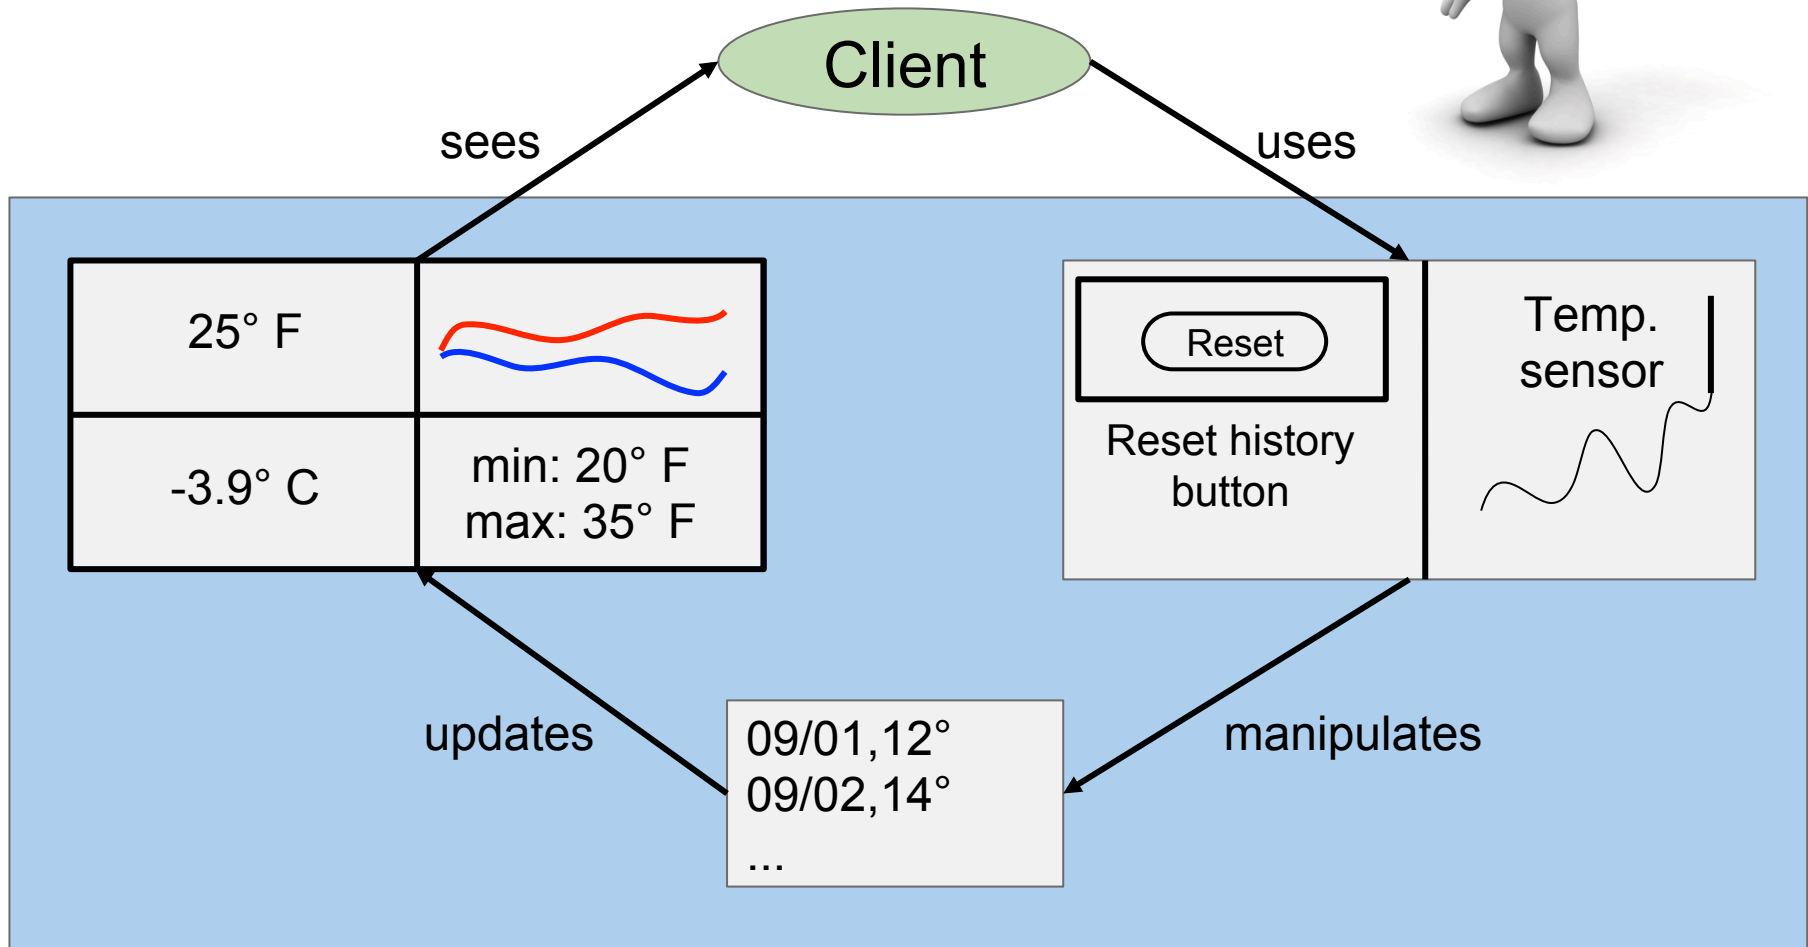 Client
sees
uses
25° F
-3.9° C
min: 20° F
max: 35° F
Reset
Reset history
button
Temp.
sensor
updates
manipulates
09/01,12°
09/02,14°
...